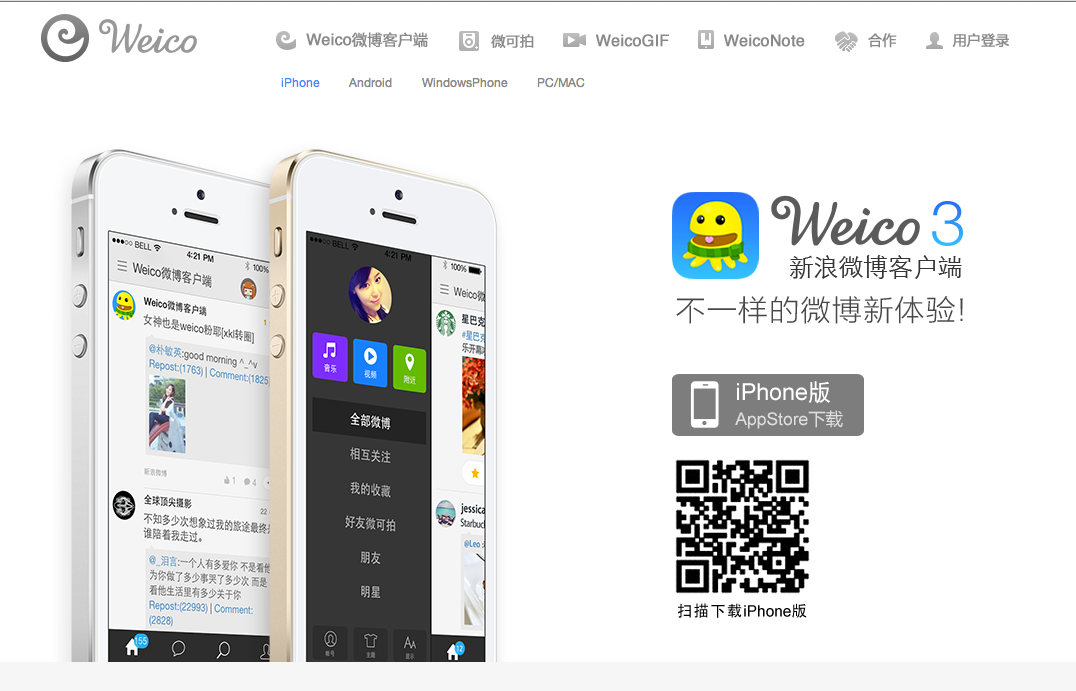 Weico
Weico微博客户端 微可拍 WeicoGIF WeicoNote 合作 用户登录
iPhone Android WindowsPhone PC/MAC
BELL 4:21 PM 100%
Weico微博客户端
Weico微博客户端
女神也是weico粉耶[xkl转圈]
@朴敏英:good morning ^_^v
Repost:(1763) | Comment:(1825
新浪微博
1 4
全球顶尖摄影 22
不知多少次想象过我的旅途最终
谁陪着我走过。
@_泪言:一个人有多爱你 不是看他
为你做了多少事哭了多少次 而是
看他生活里有多少关于你
Repost:(22993) | Comment:
(2828)
155
BELL 4:21 PM 100%
Weico微
音乐 视频 附近
全部微博
相互关注
我的收藏
好友微可拍
朋友
明星
帐号 主题 显示
星巴克
#星巴克
乐开幕
jessica
Starbuc
@Leo
12
Weico 3
新浪微博客户端
不一样的微博新体验!
iPhone版
AppStore下载
扫描下载iPhone版